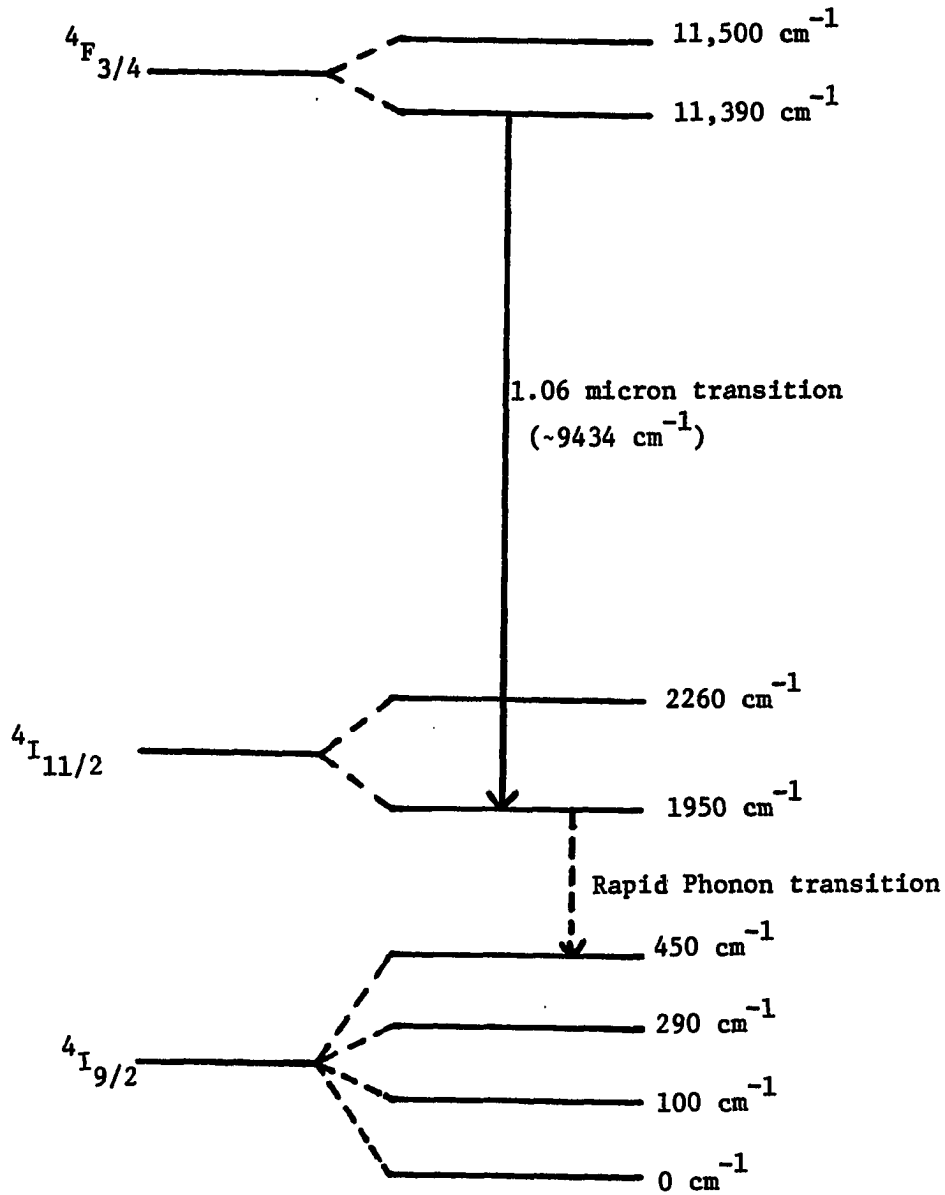 ⁴F₃/₄
11,500 cm⁻¹
11,390 cm⁻¹
1.06 micron transition
(~9434 cm⁻¹)
2260 cm⁻¹
⁴I₁₁/₂
1950 cm⁻¹
Rapid Phonon transition
450 cm⁻¹
290 cm⁻¹
⁴I₉/₂
100 cm⁻¹
0 cm⁻¹